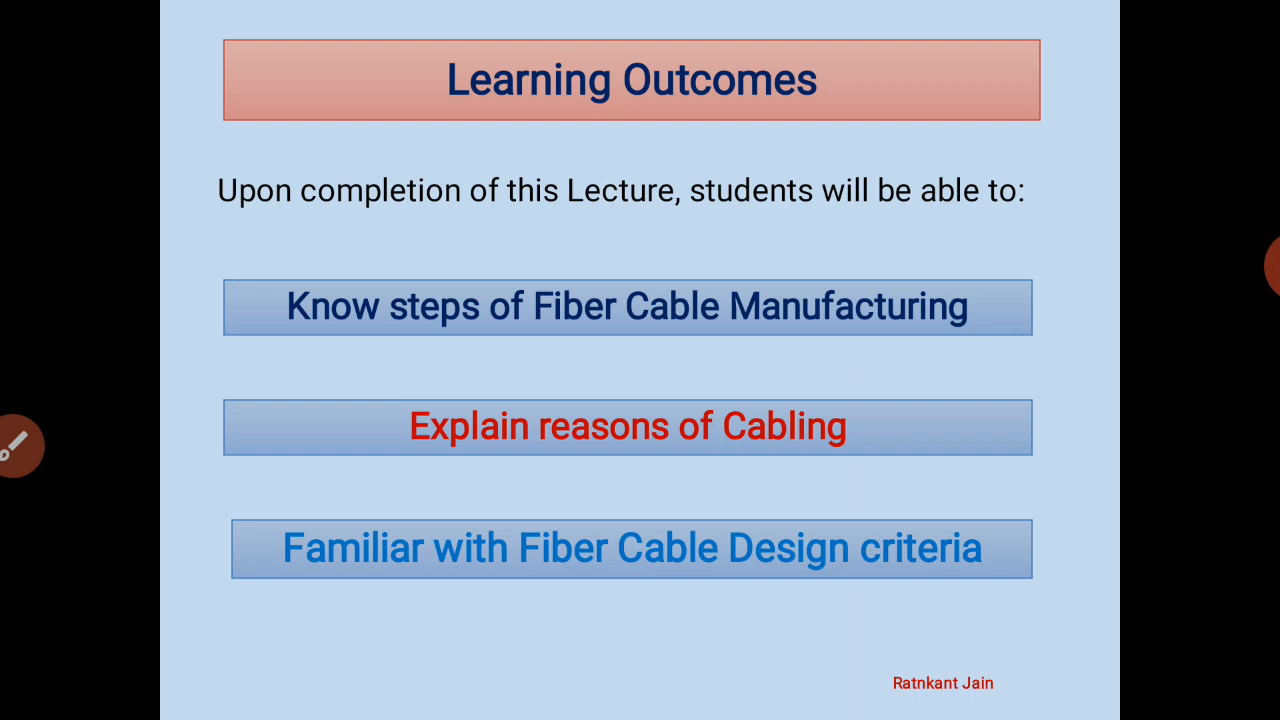 Learning Outcomes
Upon completion of this Lecture, students will be able to:
Know steps of Fiber Cable Manufacturing
Explain reasons of Cabling
Familiar with Fiber Cable Design criteria
Ratnkant Jain